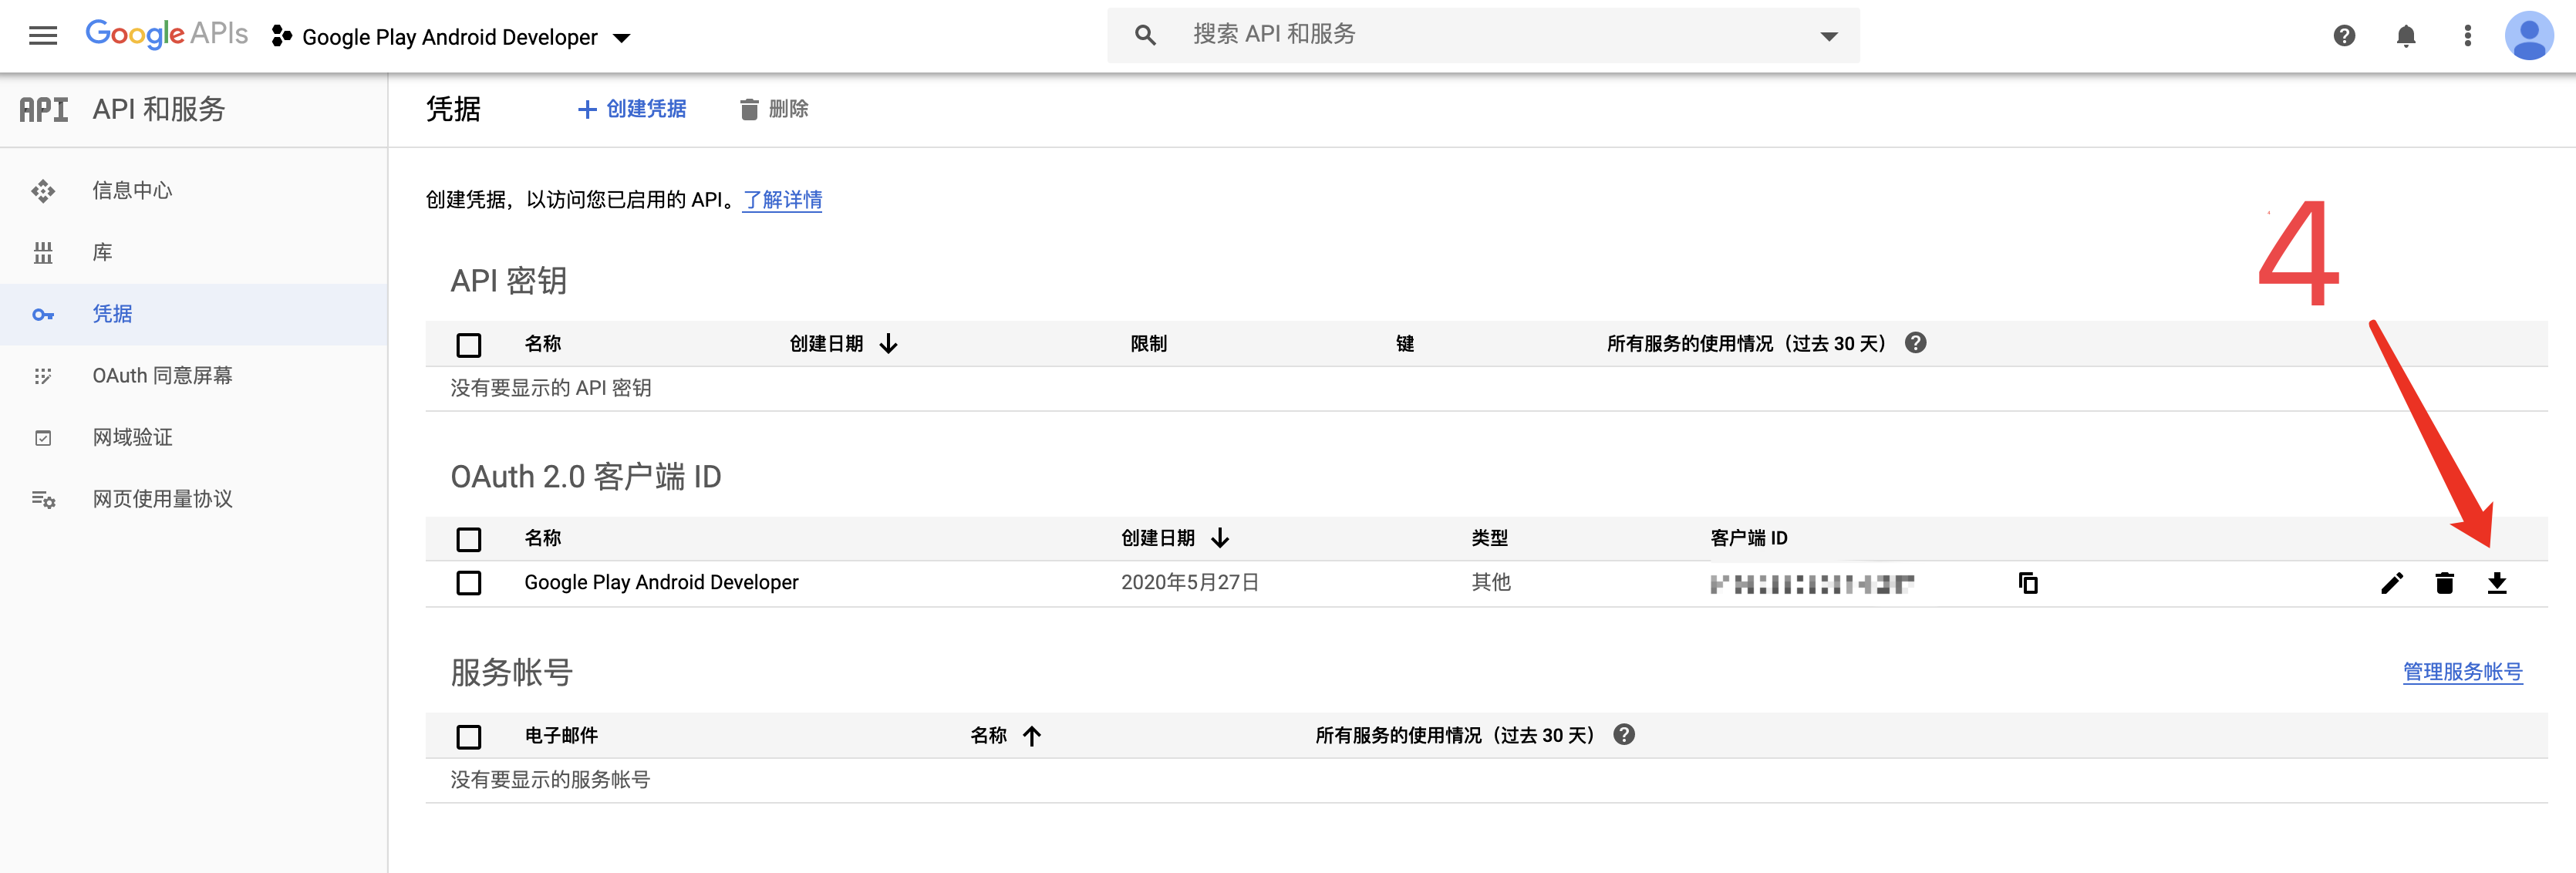 Google APIs Google Play Android Developer 搜索 API 和服务
API API 和服务 凭据 创建凭据 删除
信息中心
库
凭据
OAuth 同意屏幕
网域验证
网页使用量协议
创建凭据，以访问您已启用的 API。了解详情
4
API 密钥
名称 创建日期 限制 键 所有服务的使用情况（过去 30 天）
没有要显示的 API 密钥
OAuth 2.0 客户端 ID
名称 创建日期 类型 客户端 ID
Google Play Android Developer 2020年5月27日 其他
服务帐号 管理服务帐号
电子邮件 名称 所有服务的使用情况（过去 30 天）
没有要显示的服务帐号